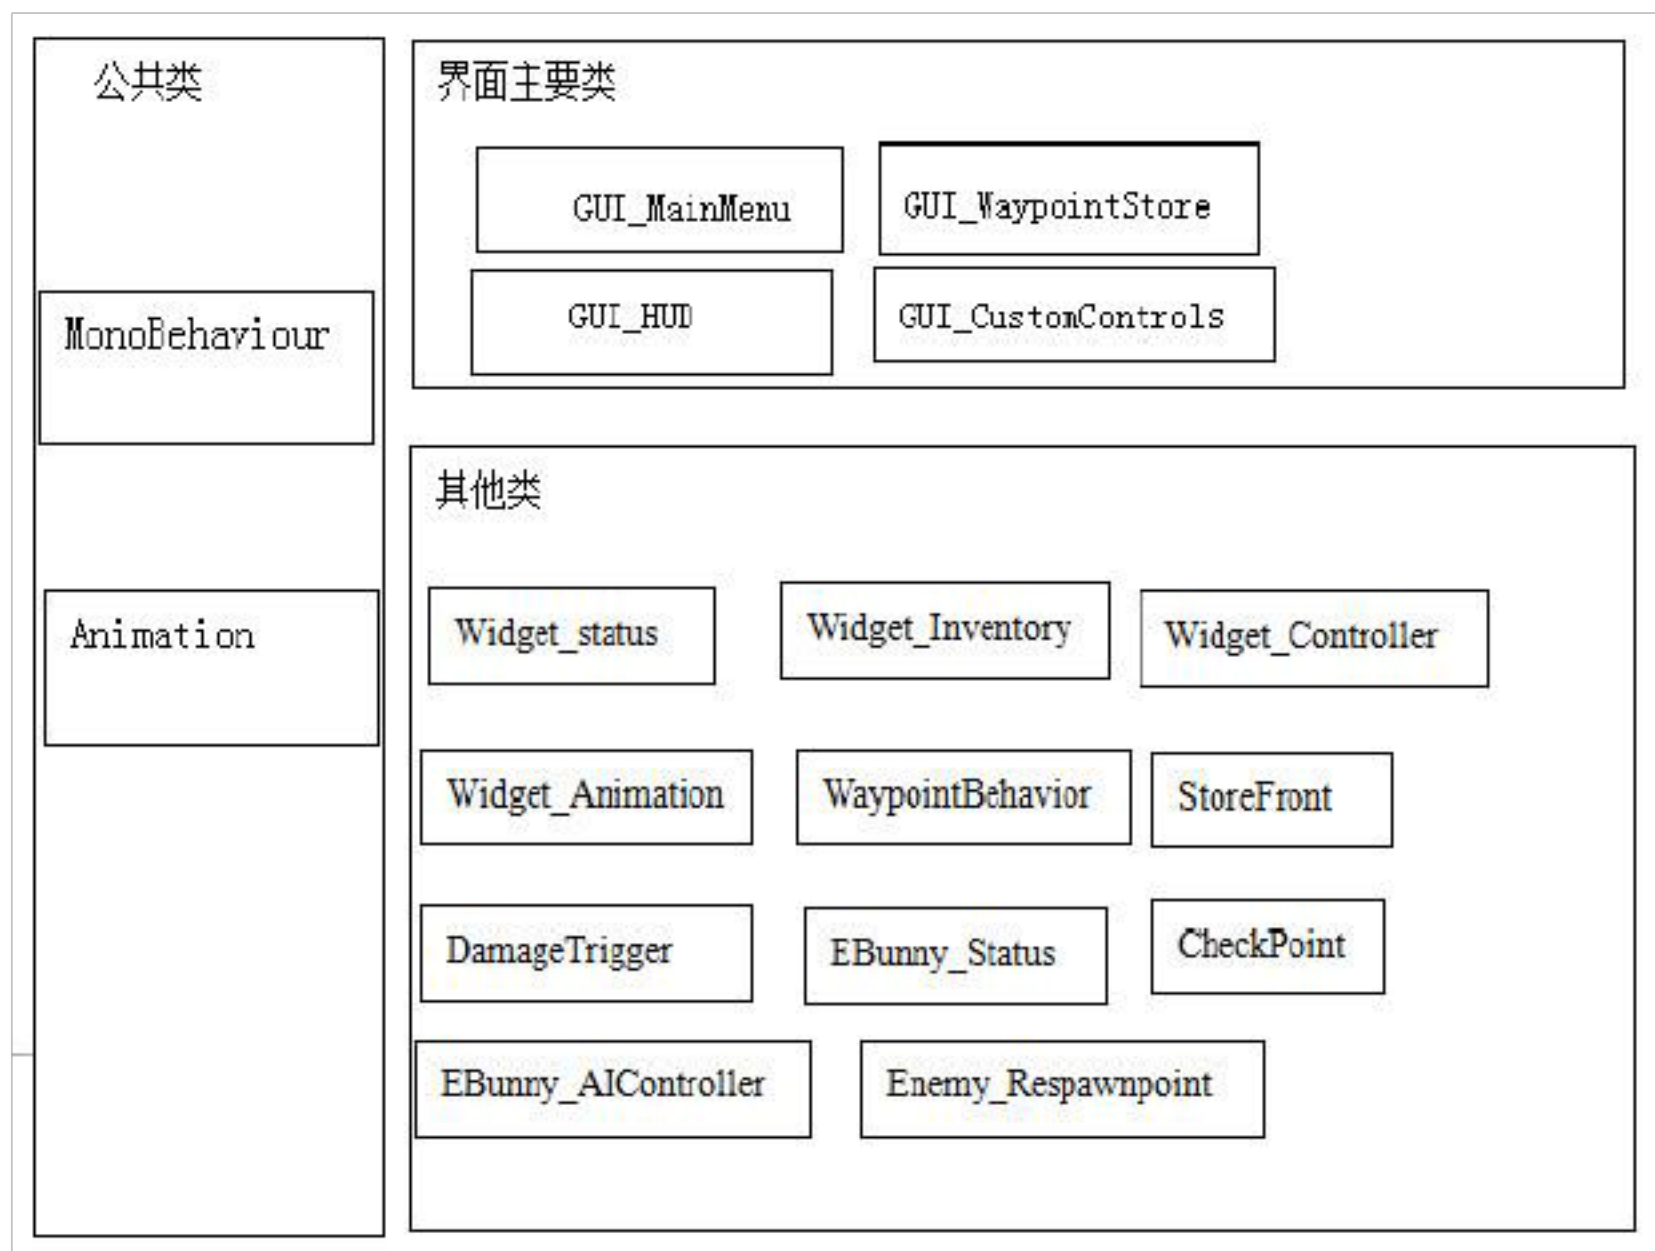 公共类
MonoBehaviour
Animation
界面主要类
GUI_MainMenu
GUI_WaypointStore
GUI_HUD
GUI_CustomControls
其他类
Widget_status
Widget_Inventory
Widget_Controller
Widget_Animation
WaypointBehavior
StoreFront
DamageTrigger
EBunny_Status
CheckPoint
EBunny_AIController
Enemy_Respawnpoint